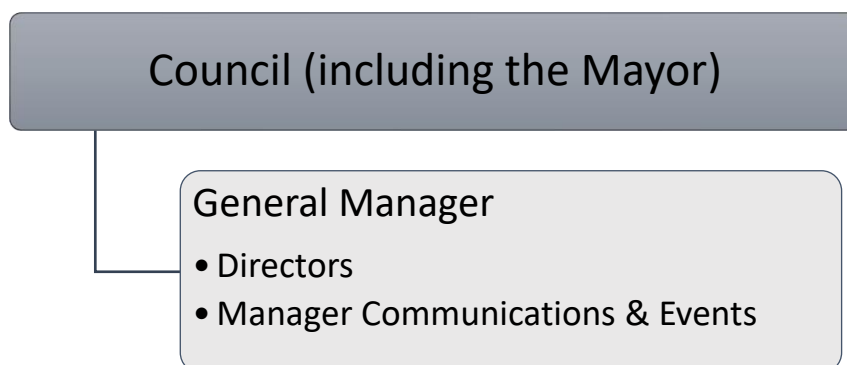 Council (including the Mayor)
General Manager
• Directors
• Manager Communications & Events